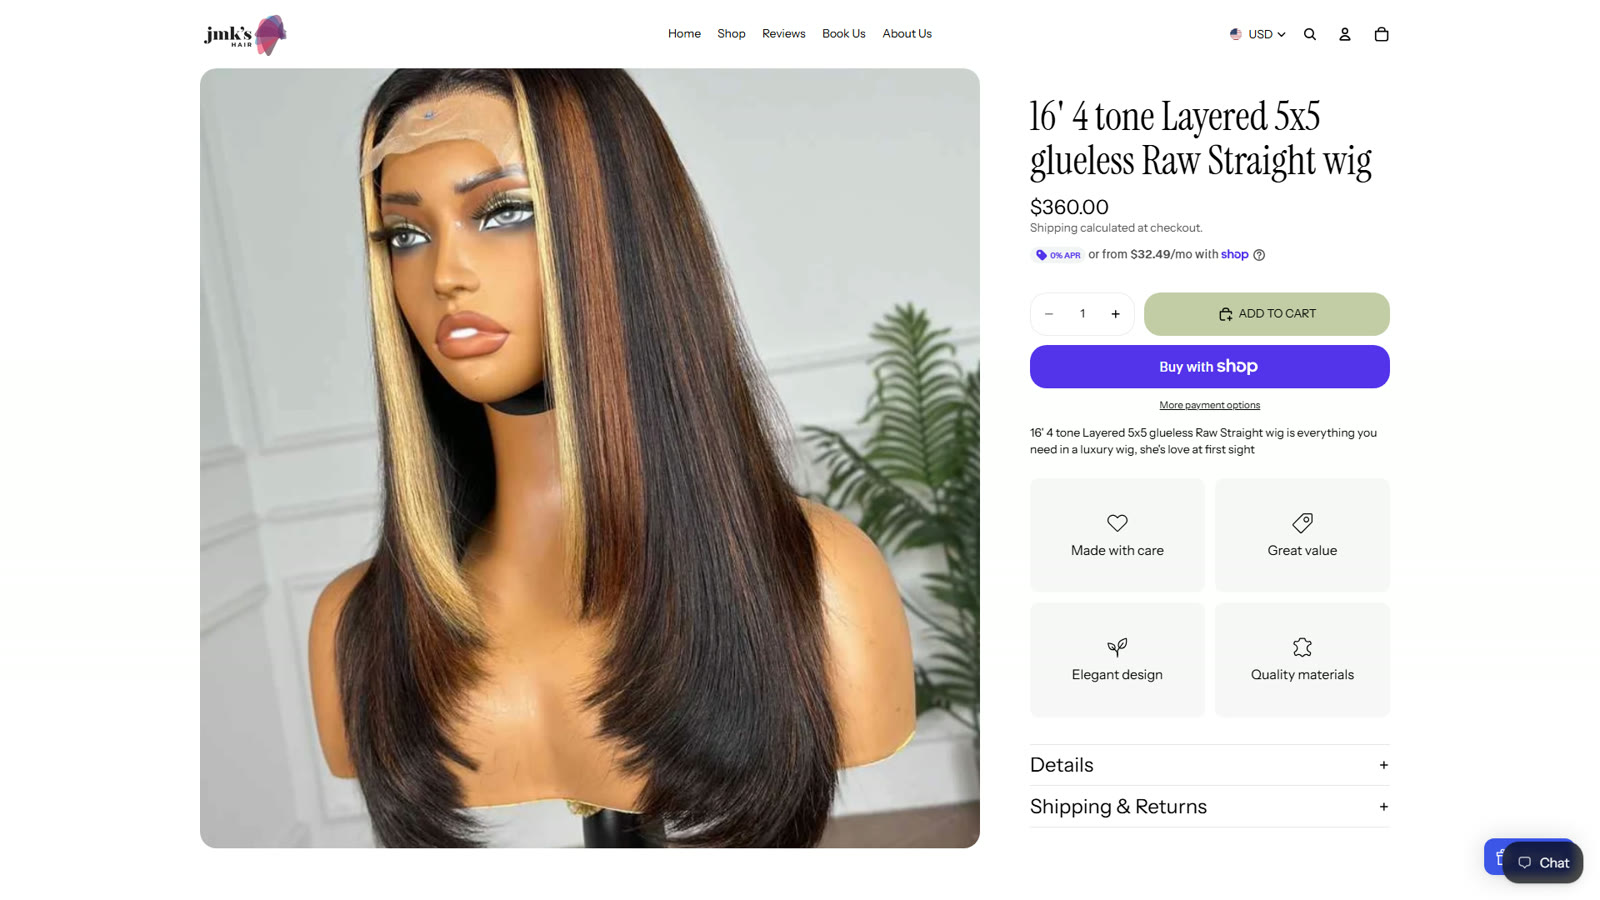 jmk's
HAIR
Home
Shop
Reviews
Book Us
About Us
USD
16' 4 tone Layered 5x5
glueless Raw Straight wig
$360.00
Shipping calculated at checkout.
0% APR or from $32.49/mo with shop
− 1 +
ADD TO CART
Buy with shop
More payment options
16' 4 tone Layered 5x5 glueless Raw Straight wig is everything you
need in a luxury wig, she's love at first sight
Made with care
Great value
Elegant design
Quality materials
Details +
Shipping & Returns +
Chat